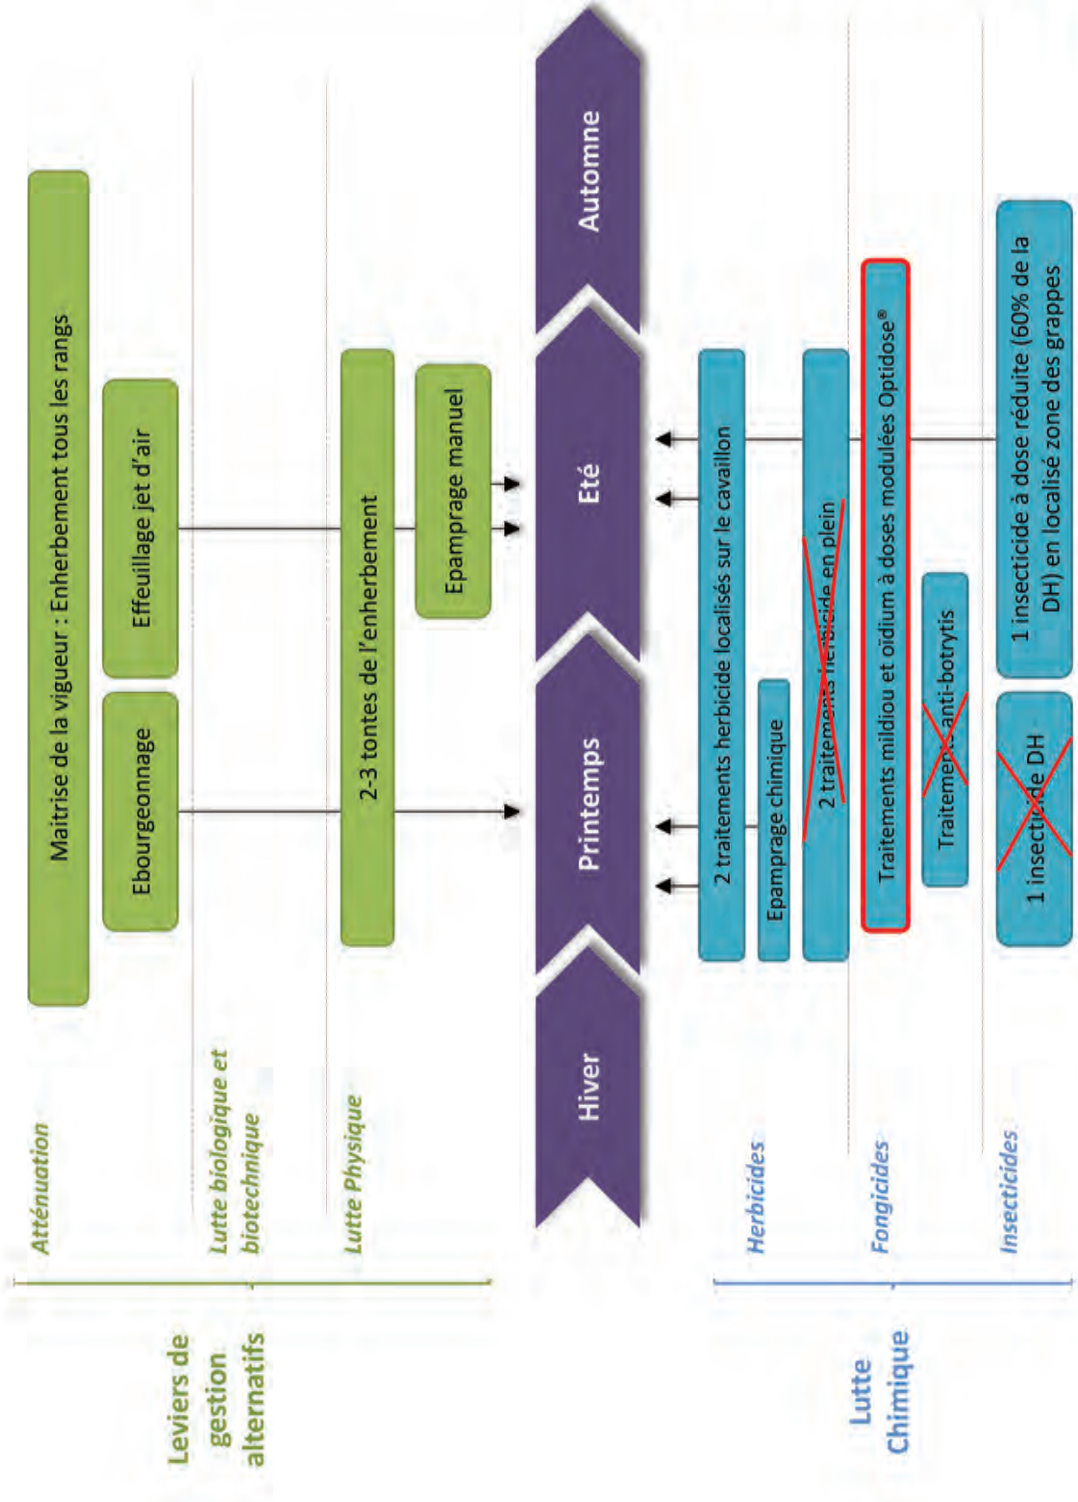 Leviers de
gestion
alternatifs
Atténuation
Maitrise de la vigueur : Enherbement tous les rangs
Ebourgeonnage
Effeuillage jet d'air
Lutte biologique et
biotechnique
Lutte Physique
2-3 tontes de l'enherbement
Epamprage manuel
Hiver
Printemps
Eté
Automne
Lutte
Chimique
Herbicides
2 traitements herbicide localisés sur le cavaillon
Epamprage chimique
2 traitements herbicide en plein
Fongicides
Traitements mildiou et oïdium à doses modulées Optidose®
Traitements anti-botrytis
Insecticides
1 insecticide DH
1 insecticide à dose réduite (60% de la
DH) en localisé zone des grappes